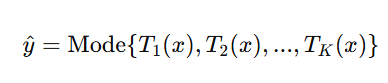 ŷ = Mode{T₁(x), T₂(x), ..., T_K(x)}